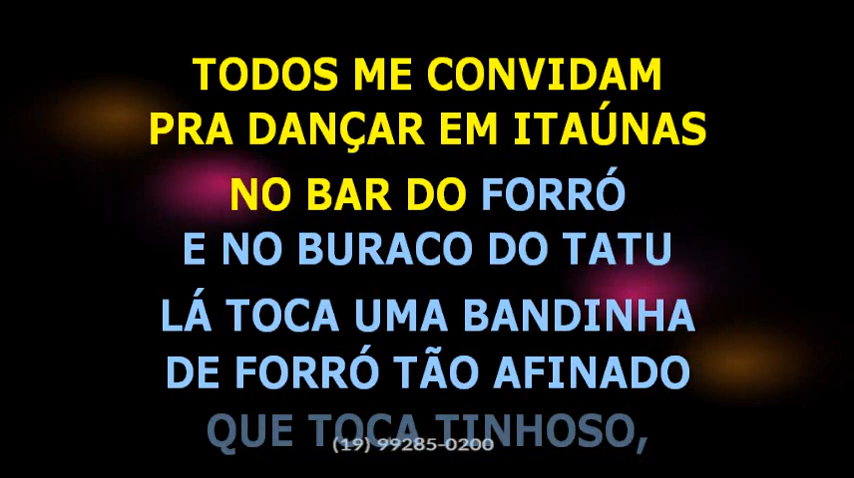 TODOS ME CONVIDAM
PRA DANÇAR EM ITAÚNAS
NO BAR DO FORRÓ
E NO BURACO DO TATU
LÁ TOCA UMA BANDINHA
DE FORRÓ TÃO AFINADO
QUE TOCA TINHOSO,
(19) 99285-0200